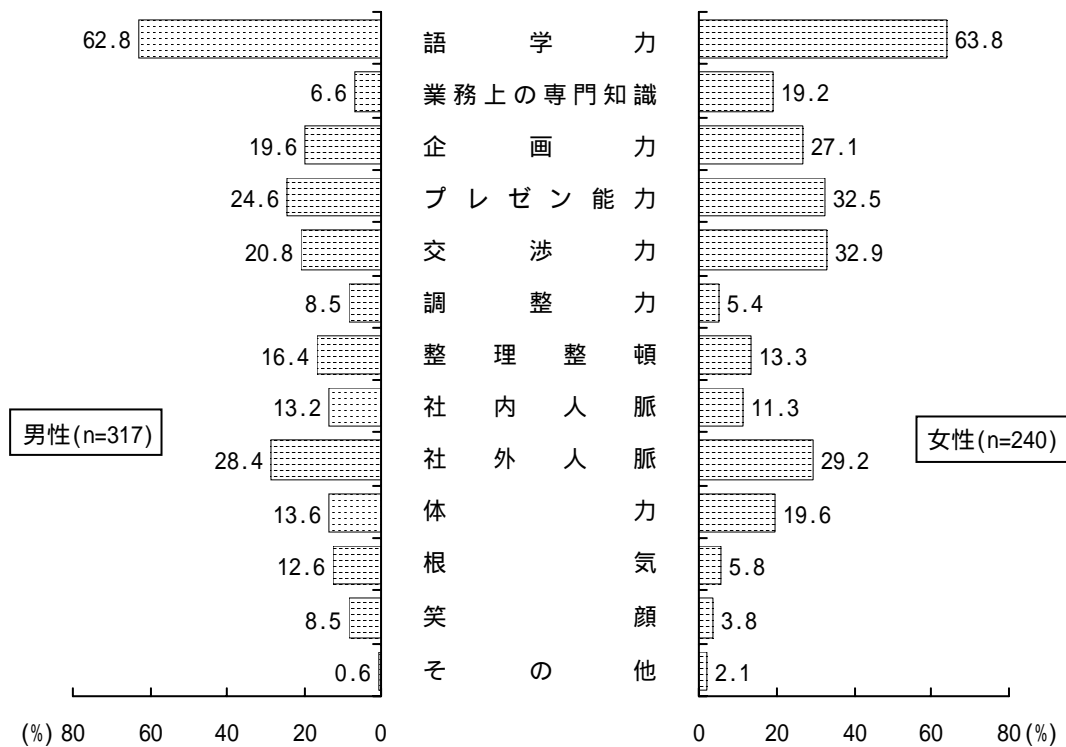 62.8 語学力 63.8
6.6 業務上の専門知識 19.2
19.6 企画力 27.1
24.6 プレゼン能力 32.5
20.8 交渉力 32.9
8.5 調整力 5.4
16.4 整理整頓 13.3
13.2 社内人脈 11.3
男性(n=317) 女性(n=240)
28.4 社外人脈 29.2
13.6 体力 19.6
12.6 根気 5.8
8.5 笑顔 3.8
0.6 その他 2.1
(%) 80 60 40 20 0 0 20 40 60 80 (%)